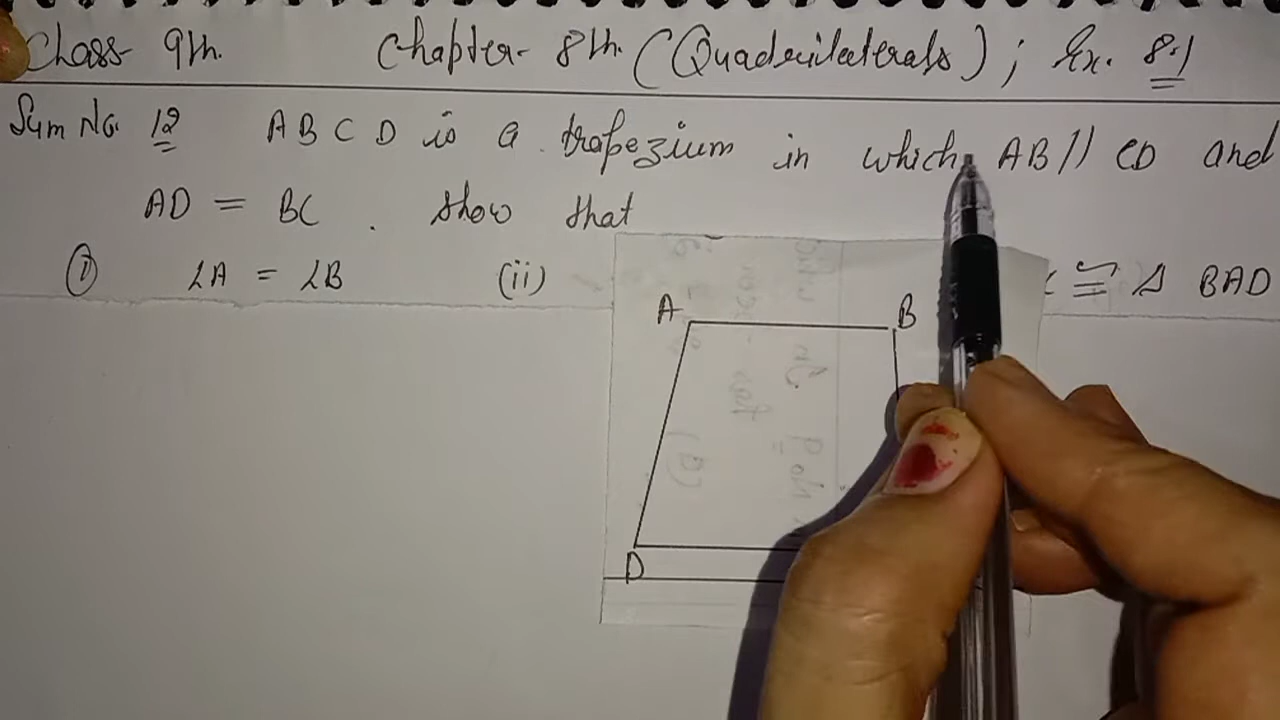 Class 9th. Chapter- 8th. (Quadrilaterals) ; Ex. 8.1
Sum No. 12 ABCD is a trapezium in which AB // CD and
AD = BC . show that
(i) ∠A = ∠B (ii) ≅ Δ BAD
A B
D